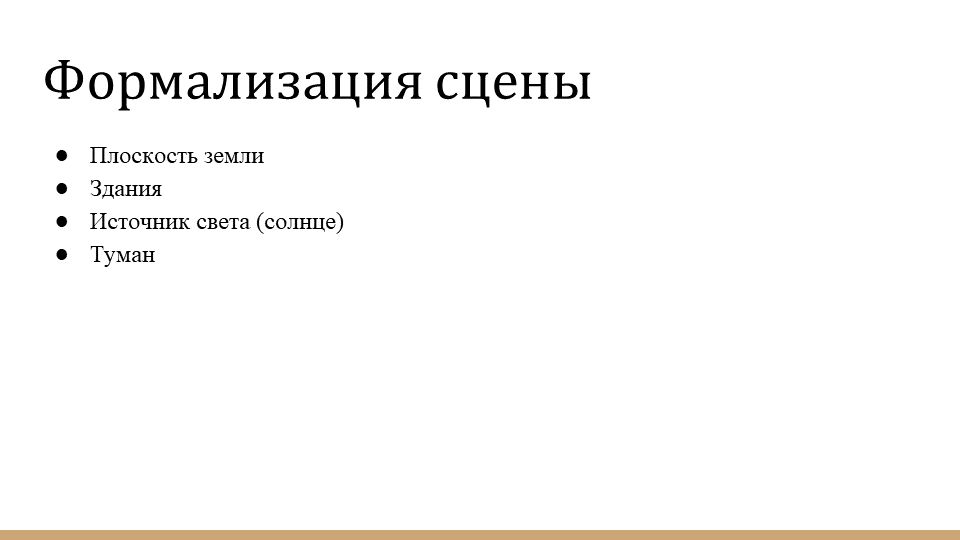 Формализация сцены
● Плоскость земли
● Здания
● Источник света (солнце)
● Туман